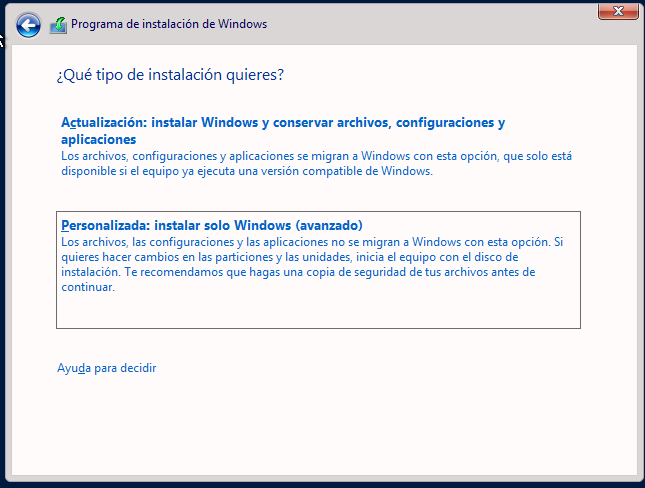 Programa de instalación de Windows
¿Qué tipo de instalación quieres?
Actualización: instalar Windows y conservar archivos, configuraciones y
aplicaciones
Los archivos, configuraciones y aplicaciones se migran a Windows con esta opción, que solo está
disponible si el equipo ya ejecuta una versión compatible de Windows.
Personalizada: instalar solo Windows (avanzado)
Los archivos, las configuraciones y las aplicaciones no se migran a Windows con esta opción. Si
quieres hacer cambios en las particiones y las unidades, inicia el equipo con el disco de
instalación. Te recomendamos que hagas una copia de seguridad de tus archivos antes de
continuar.
Ayuda para decidir